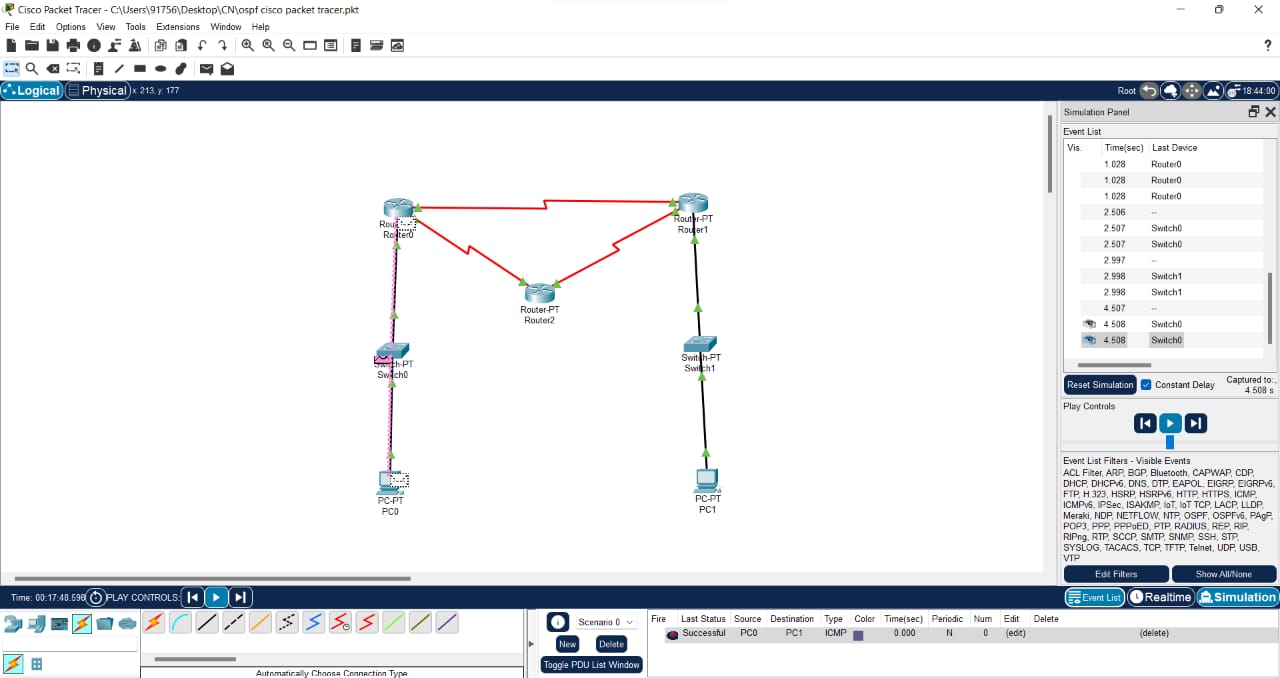 Cisco Packet Tracer - C:\Users\91756\Desktop\CN\ospf cisco packet tracer.pkt
File Edit Options View Tools Extensions Window Help
?
Logical Physical x: 213, y: 177 Root 18:44:00
Simulation Panel
Event List
Vis. Time(sec) Last Device
1.028 Router0
1.028 Router0
1.028 Router0
2.506 --
2.507 Switch0
2.507 Switch0
2.997 --
2.998 Switch1
2.998 Switch1
4.507 --
4.508 Switch0
4.508 Switch0
Reset Simulation Constant Delay Captured to:
4.508 s
Play Controls
Event List Filters - Visible Events
ACL Filter, ARP, BGP, Bluetooth, CAPWAP, CDP,
DHCP, DHCPv6, DNS, DTP, EAPOL, EIGRP, EIGRPv6,
FTP, H.323, HSRP, HSRPv6, HTTP, HTTPS, ICMP,
ICMPv6, IPSec, ISAKMP, IoT, IoT TCP, LACP, LLDP,
Meraki, NDP, NETFLOW, NTP, OSPF, OSPFv6, PAgP,
POP3, PPP, PPPoED, PTP, RADIUS, REP, RIP,
RIPng, RTP, SCCP, SMTP, SNMP, SSH, STP,
SYSLOG, TACACS, TCP, TFTP, Telnet, UDP, USB,
VTP
Edit Filters Show All/None
Router0
Router-PT
Router1
Router-PT
Router2
Switch-PT
Switch0
Switch-PT
Switch1
PC-PT
PC0
PC-PT
PC1
Time: 00:17:48.598 PLAY CONTROLS: Event List Realtime Simulation
Scenario 0
New Delete
Toggle PDU List Window
Fire Last Status Source Destination Type Color Time(sec) Periodic Num Edit Delete
Successful PC0 PC1 ICMP 0.000 N 0 (edit) (delete)
Automatically Choose Connection Type